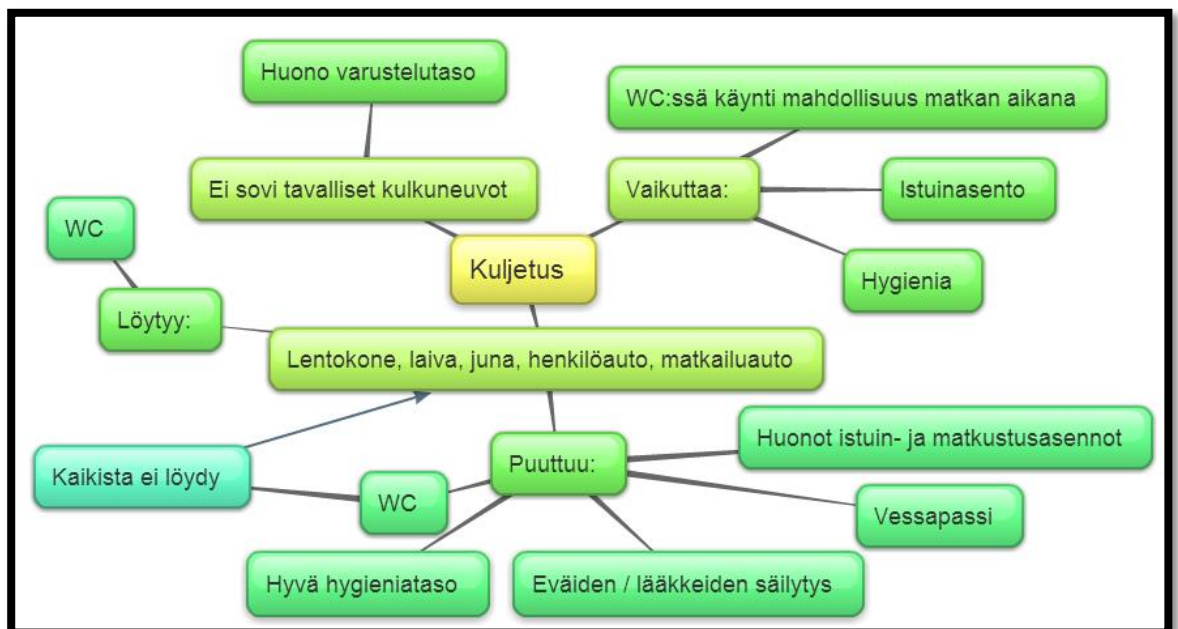 Huono varustelutaso
WC:ssä käynti mahdollisuus matkan aikana
Ei sovi tavalliset kulkuneuvot
Vaikuttaa:
Istuinasento
WC
Kuljetus
Hygienia
Löytyy:
Lentokone, laiva, juna, henkilöauto, matkailuauto
Huonot istuin- ja matkustusasennot
Kaikista ei löydy
Puuttuu:
WC
Vessapassi
Hyvä hygieniataso
Eväiden / lääkkeiden säilytys